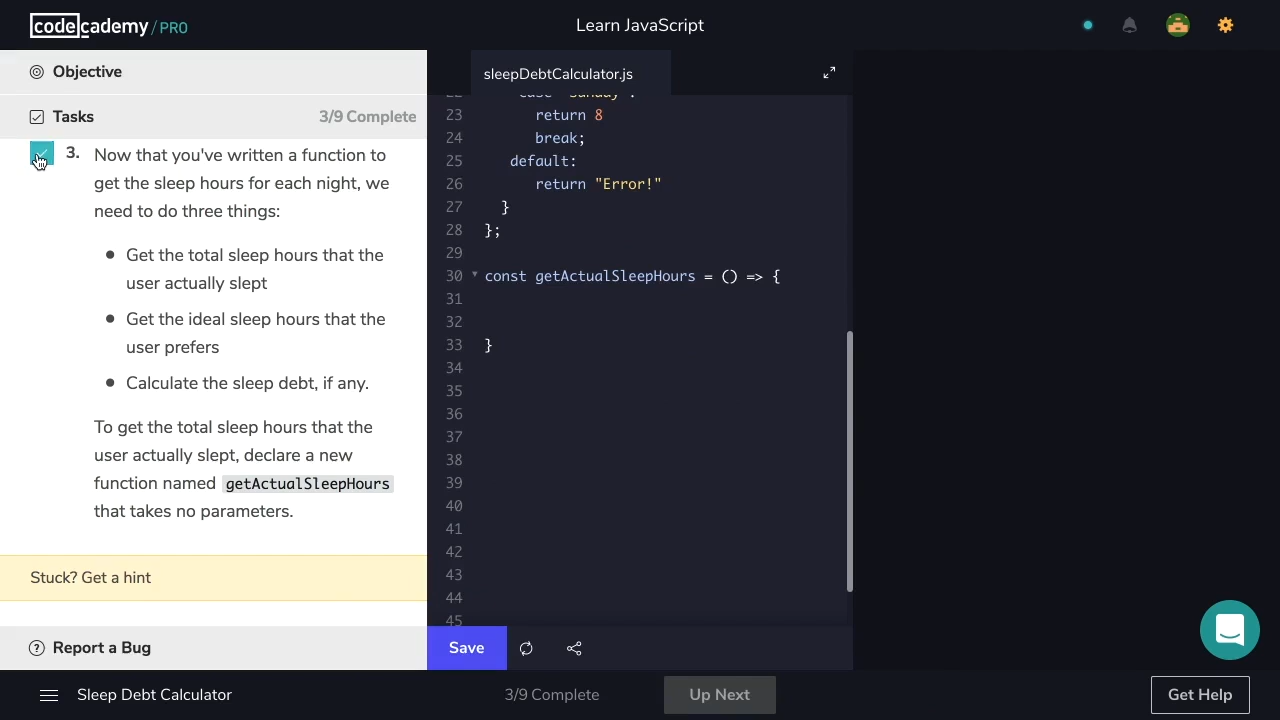 codecademy/PRO
Learn JavaScript
Objective
Tasks
3/9 Complete
3. Now that you've written a function to
get the sleep hours for each night, we
need to do three things:
Get the total sleep hours that the
user actually slept
Get the ideal sleep hours that the
user prefers
Calculate the sleep debt, if any.
To get the total sleep hours that the
user actually slept, declare a new
function named getActualSleepHours
that takes no parameters.
Stuck? Get a hint
? Report a Bug
sleepDebtCalculator.js
23 return 8
24 break;
25 default:
26 return "Error!"
27 }
28 };
29
30 const getActualSleepHours = () => {
31
32
33 }
34
35
36
37
38
39
40
41
42
43
44
45
Save
Sleep Debt Calculator
3/9 Complete
Up Next
Get Help